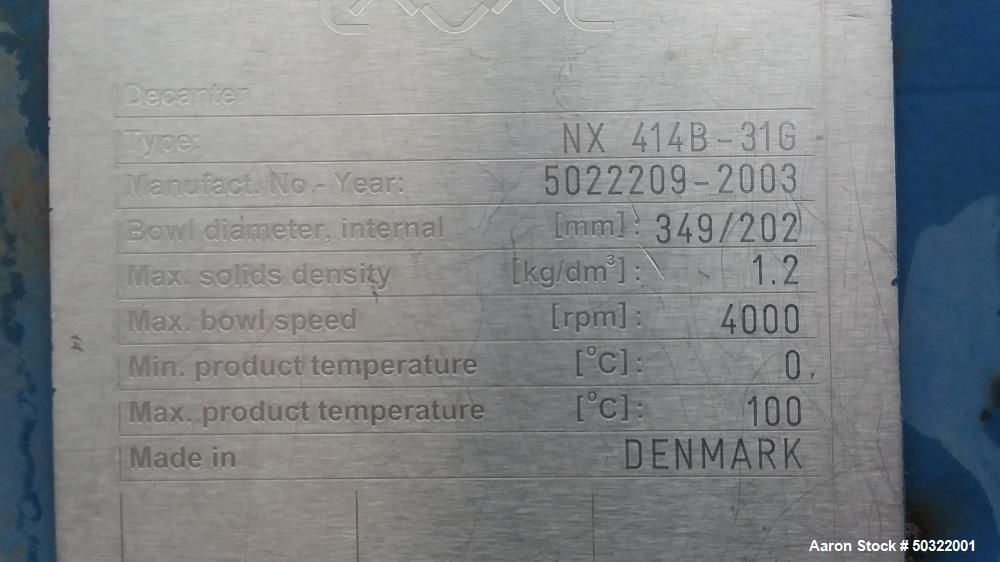 Decanter
Type: NX 414B-31G
Manufact. No.- Year: 5022209-2003
Bowl diameter, internal [mm]: 349/202
Max. solids density [kg/dm³]: 1.2
Max. bowl speed [rpm]: 4000
Min. product temperature [°C]: 0
Max. product temperature [°C]: 100
Made in DENMARK
Aaron Stock # 50322001